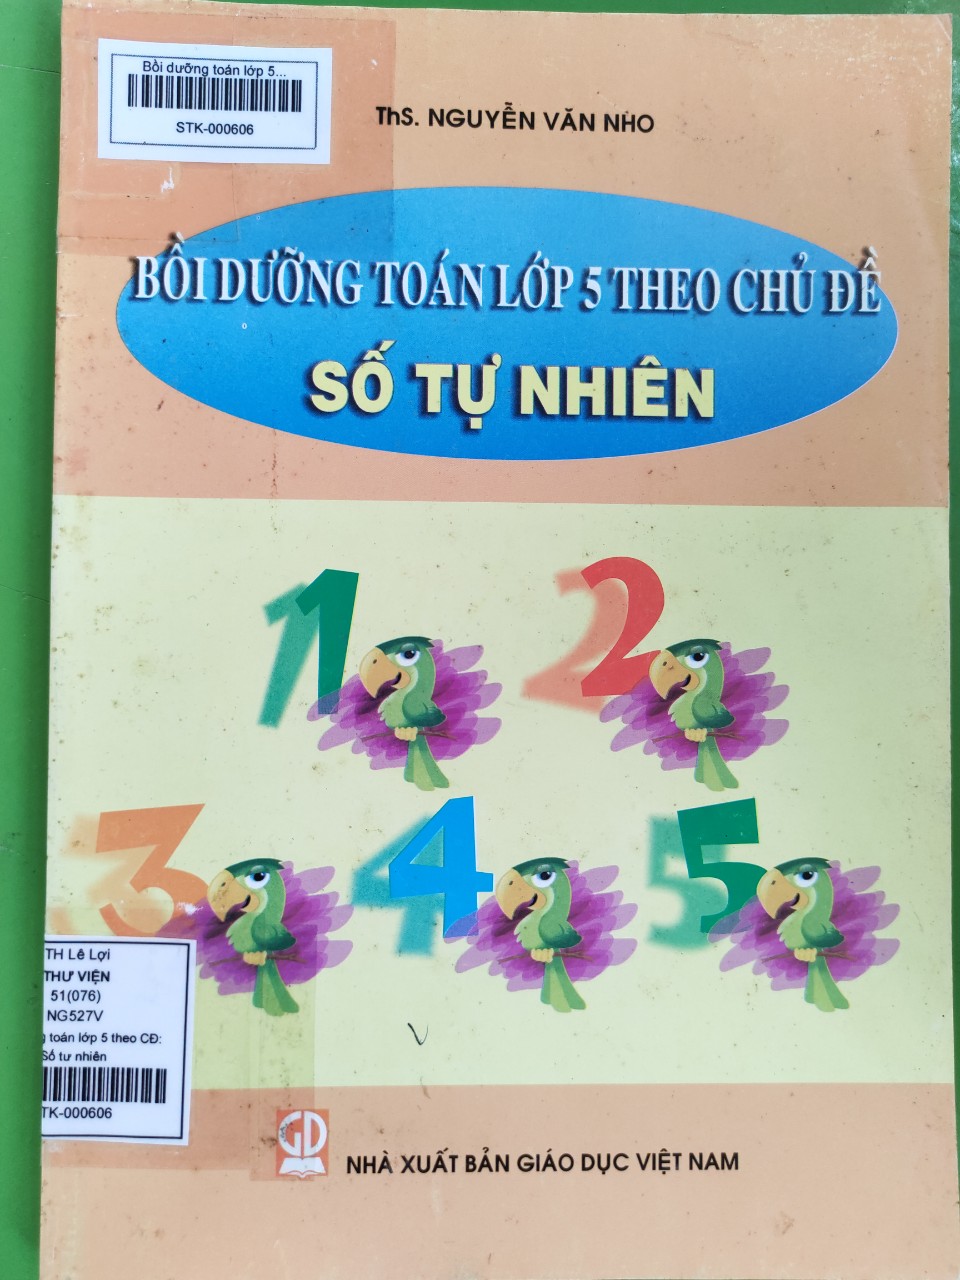 Bồi dưỡng toán lớp 5...
STK-000606
ThS. NGUYỄN VĂN NHO
BỒI DƯỠNG TOÁN LỚP 5 THEO CHỦ ĐỀ
SỐ TỰ NHIÊN
1
2
3
4
5
TH Lê Lợi
THƯ VIỆN
51(076)
NG527V
g toán lớp 5 theo CĐ:
Số tư nhiên
TK-000606
GD
NHÀ XUẤT BẢN GIÁO DỤC VIỆT NAM